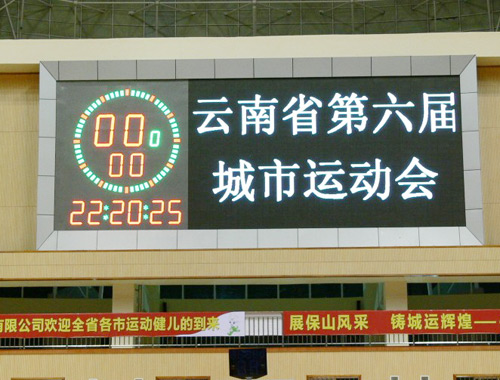 云南省第六届
城市运动会
00 0
00
22:20:25
有限公司欢迎全省各市运动健儿的到来
展保山风采 铸城运辉煌——